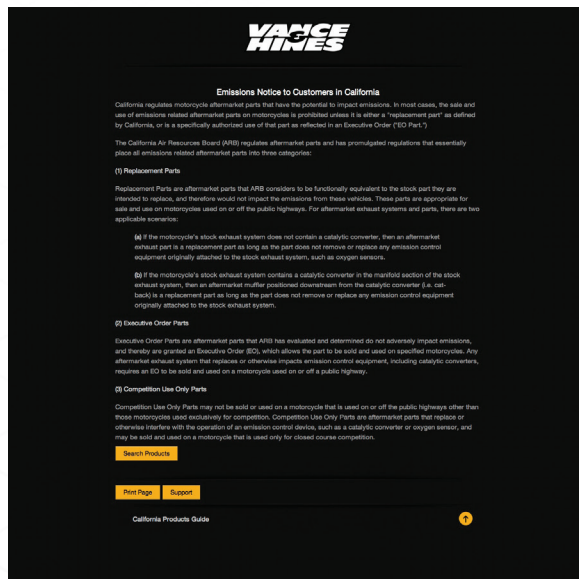 VANCE
&
HINES
Emissions Notice to Customers in California
California regulates motorcycle aftermarket parts that have the potential to impact emissions. In most cases, the sale and
use of emissions related aftermarket parts on motorcycles is prohibited unless it is either a "replacement part" as defined
by California, or is a specifically authorized use of that part as reflected in an Executive Order ("EO Part.")
The California Air Resources Board (ARB) regulates aftermarket parts and has promulgated regulations that essentially
place all emissions related aftermarket parts into three categories:
(1) Replacement Parts
Replacement Parts are aftermarket parts that ARB considers to be functionally equivalent to the stock part they are
intended to replace, and therefore would not impact the emissions from these vehicles. These parts are appropriate for
sale and use on motorcycles used on or off the public highways. For aftermarket exhaust systems and parts, there are two
applicable scenarios:
(a) If the motorcycle's stock exhaust system does not contain a catalytic converter, then an aftermarket
exhaust part is a replacement part as long as the part does not remove or replace any emission control
equipment originally attached to the stock exhaust system, such as oxygen sensors.
(b) If the motorcycle's stock exhaust system contains a catalytic converter in the manifold section of the stock
exhaust system, then an aftermarket muffler positioned downstream from the catalytic converter (i.e. cat-
back) is a replacement part as long as the part does not remove or replace any emission control equipment
originally attached to the stock exhaust system.
(2) Executive Order Parts
Executive Order Parts are aftermarket parts that ARB has evaluated and determined do not adversely impact emissions,
and thereby are granted an Executive Order (EO), which allows the part to be sold and used on specified motorcycles. Any
aftermarket exhaust system that replaces or otherwise impacts emission control equipment, including catalytic converters,
requires an EO to be sold and used on a motorcycle used on or off a public highway.
(3) Competition Use Only Parts
Competition Use Only Parts may not be sold or used on a motorcycle that is used on or off the public highways other than
those motorcycles used exclusively for competition. Competition Use Only Parts are aftermarket parts that replace or
otherwise interfere with the operation of an emission control device, such as a catalytic converter or oxygen sensor, and
may be sold and used on a motorcycle that is used only for closed course competition.
Search Products
Print Page Support
California Products Guide